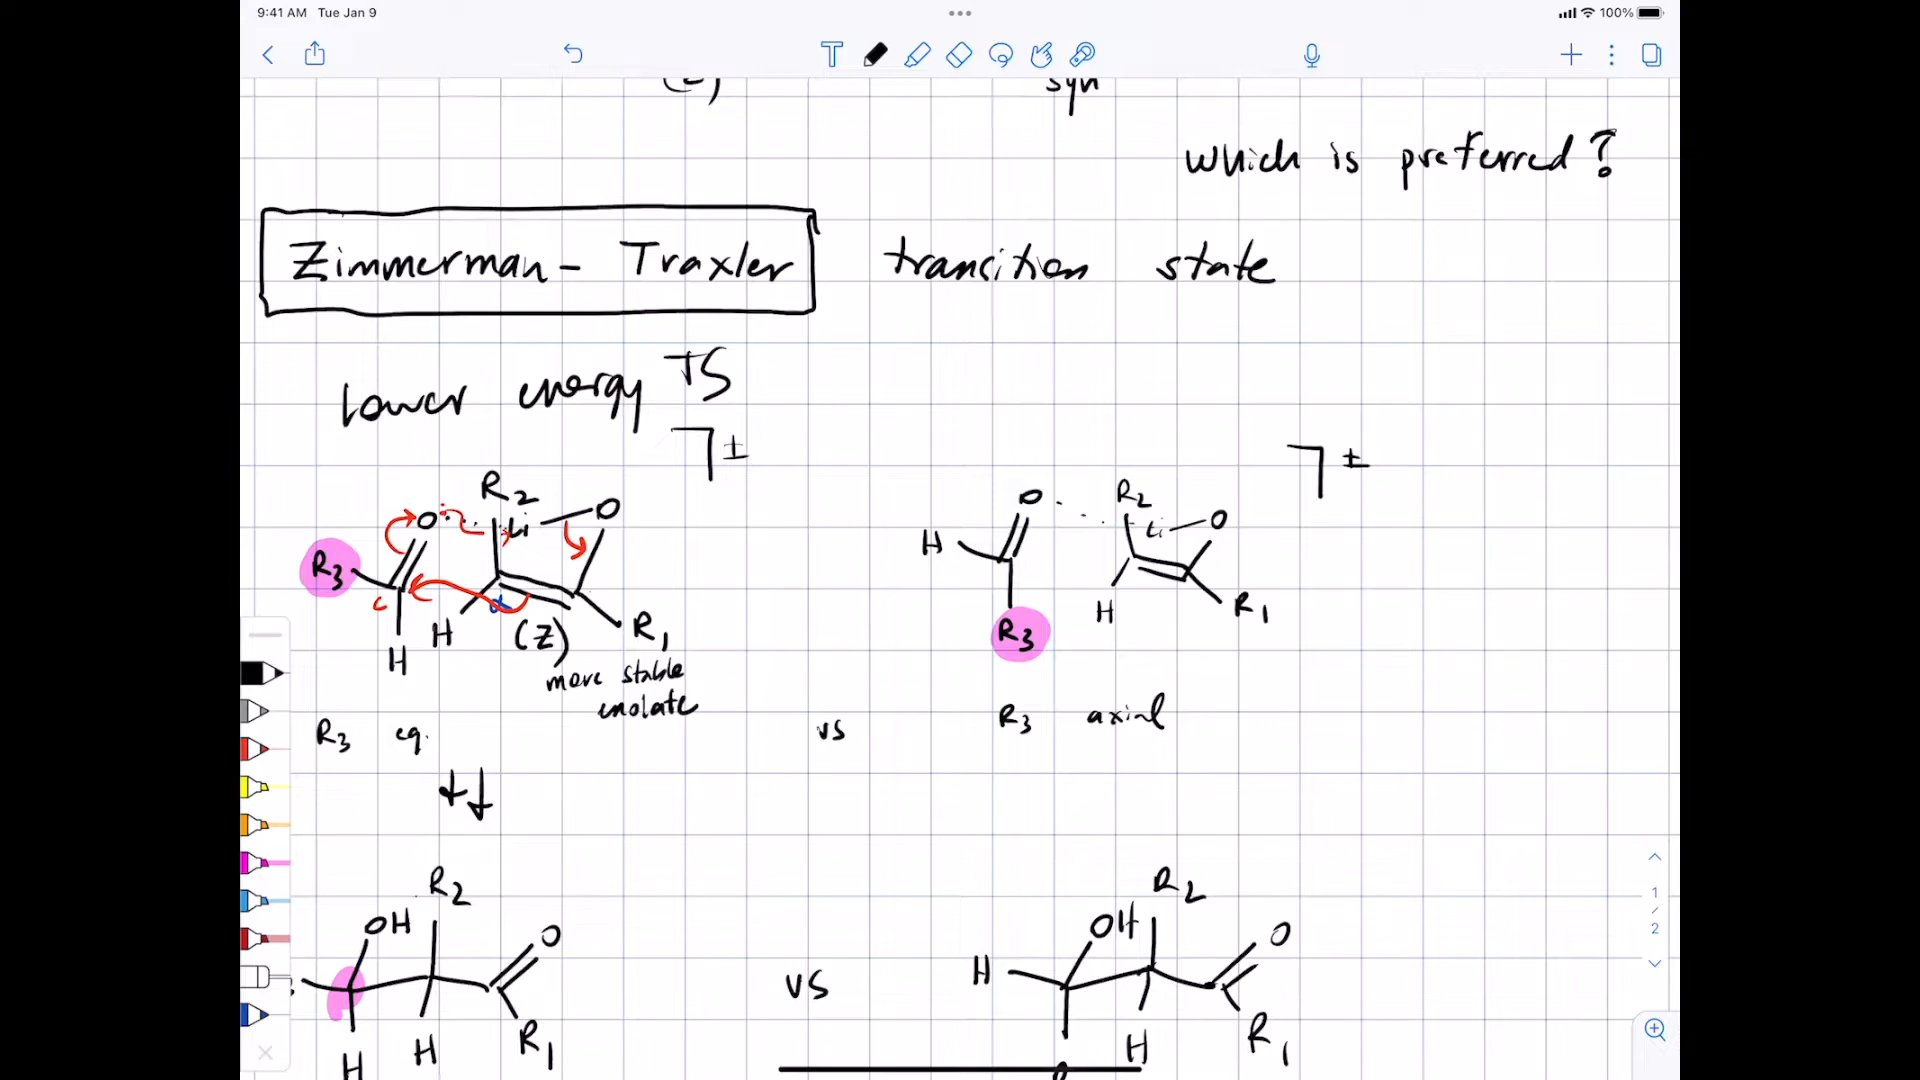 9:41 AM Tue Jan 9
100%
syn
which is preferred?
Zimmerman- Traxler transition state
lower energy TS
‡ ‡
R2 R2
O Li O O Li O
R3 H
C α
H (Z) R1 H R1
H R3
more stable
enolate
R3 eq. vs R3 axial
1
/
2
R2 R2
OH O OH O
H
vs
H H R1 H R1